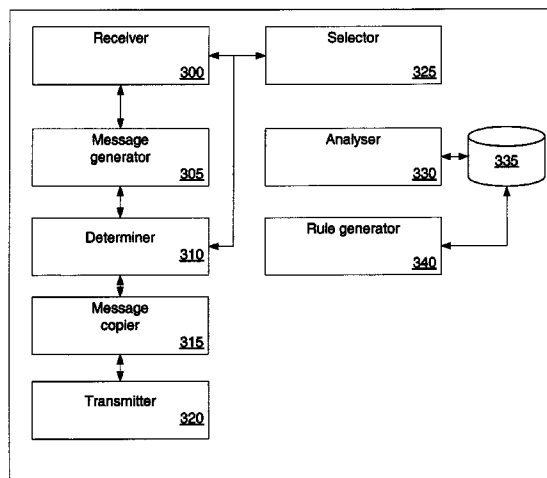 Receiver
300
Selector
325
Message
generator
305
Analyser
330
335
Determiner
310
Rule generator
340
Message
copier
315
Transmitter
320